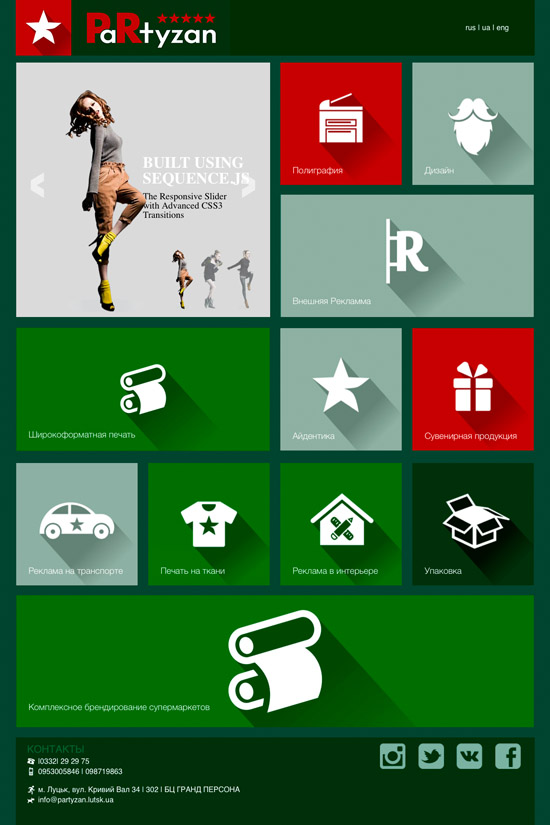 PaRtyzan
rus | ua | eng
BUILT USING
SEQUENCE.JS
The Responsive Slider
with Advanced CSS3
Transitions
Полиграфия
Дизайн
R
Внешняя Рекламма
Широкоформатная печать
Айдентика
Сувенирная продукция
Реклама на транспорте
Печать на ткани
Реклама в интерьере
Упаковка
Комплексное брендирование супермаркетов
КОНТАКТЫ
|0332| 29 29 75
0953005846 | 098719863
м. Луцьк, вул. Кривий Вал 34 | 302 | БЦ ГРАНД ПЕРСОНА
info@partyzan.lutsk.ua